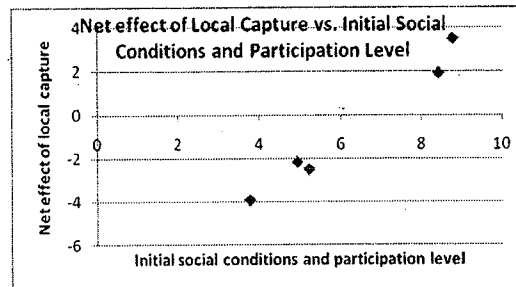 Net effect of Local Capture vs. Initial Social
Conditions and Participation Level
Net effect of local capture
4
2
0
-2
-4
-6
0 2 4 6 8 10
Initial social conditions and participation level